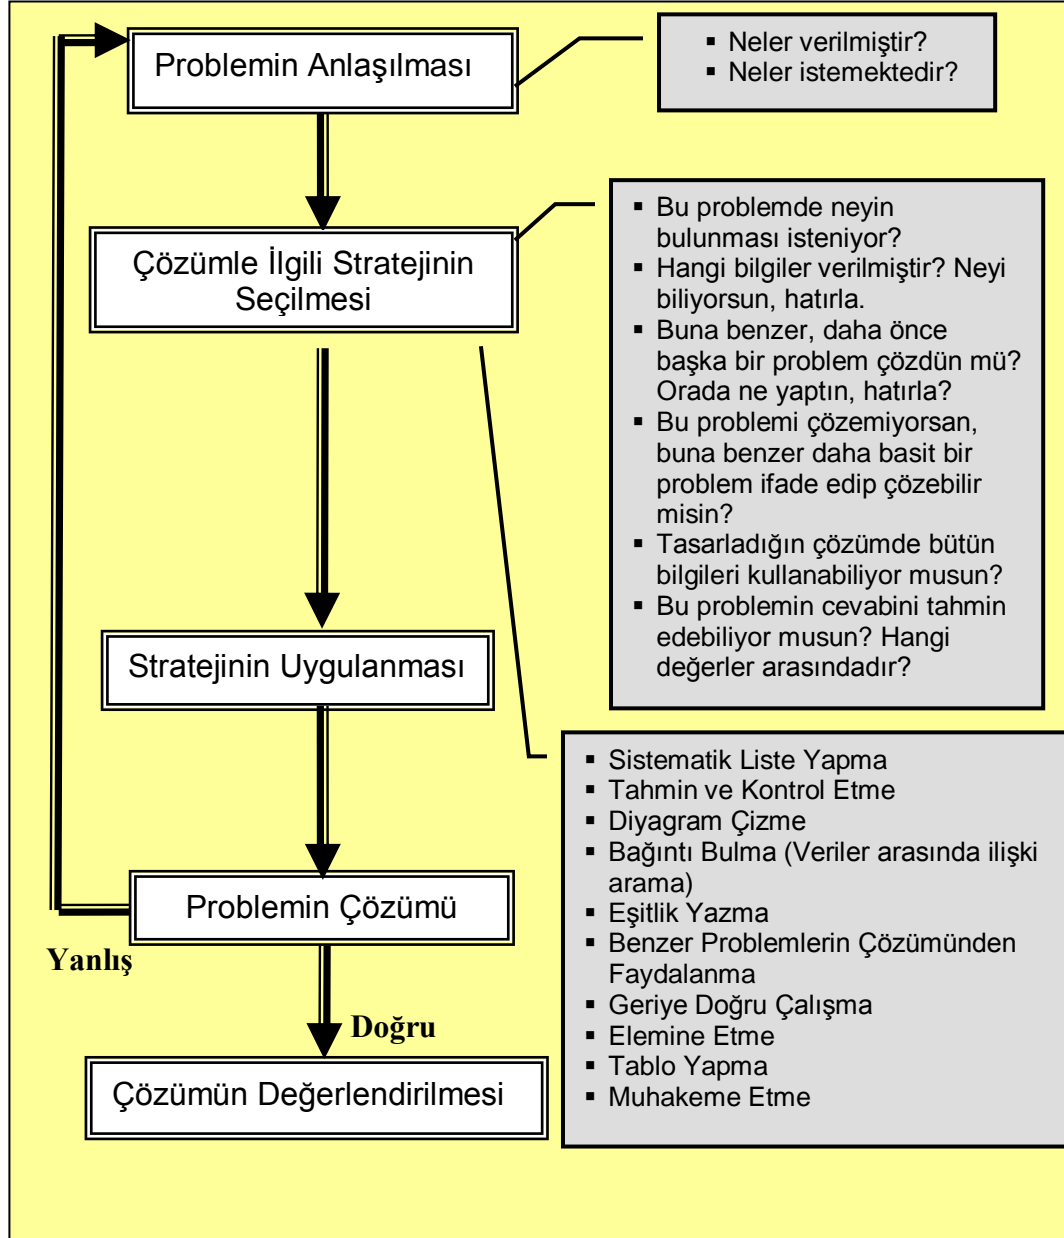 Problemin Anlaşılması
▪ Neler verilmiştir?
▪ Neler istemektedir?
Çözümle İlgili Stratejinin
Seçilmesi
▪ Bu problemde neyin
bulunması isteniyor?
▪ Hangi bilgiler verilmiştir? Neyi
biliyorsun, hatırla.
▪ Buna benzer, daha önce
başka bir problem çözdün mü?
Orada ne yaptın, hatırla?
▪ Bu problemi çözemiyorsan,
buna benzer daha basit bir
problem ifade edip çözebilir
misin?
▪ Tasarladığın çözümde bütün
bilgileri kullanabiliyor musun?
▪ Bu problemin cevabini tahmin
edebiliyor musun? Hangi
değerler arasındadır?
Stratejinin Uygulanması
▪ Sistematik Liste Yapma
▪ Tahmin ve Kontrol Etme
▪ Diyagram Çizme
▪ Bağıntı Bulma (Veriler arasında ilişki
arama)
▪ Eşitlik Yazma
▪ Benzer Problemlerin Çözümünden
Faydalanma
▪ Geriye Doğru Çalışma
▪ Elemine Etme
▪ Tablo Yapma
▪ Muhakeme Etme
Problemin Çözümü
Yanlış
Doğru
Çözümün Değerlendirilmesi